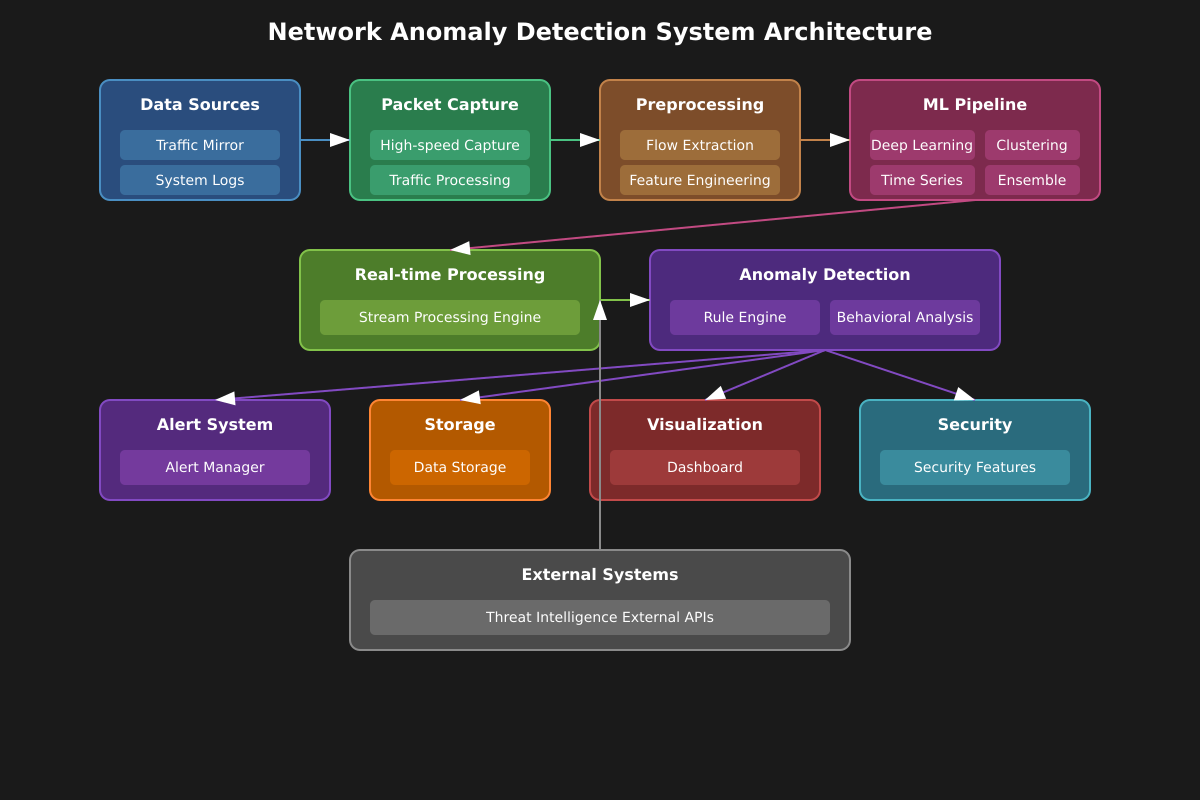 Network Anomaly Detection System Architecture
Data Sources
Traffic Mirror
System Logs
Packet Capture
High-speed Capture
Traffic Processing
Preprocessing
Flow Extraction
Feature Engineering
ML Pipeline
Deep Learning
Clustering
Time Series
Ensemble
Real-time Processing
Stream Processing Engine
Anomaly Detection
Rule Engine
Behavioral Analysis
Alert System
Alert Manager
Storage
Data Storage
Visualization
Dashboard
Security
Security Features
External Systems
Threat Intelligence External APIs